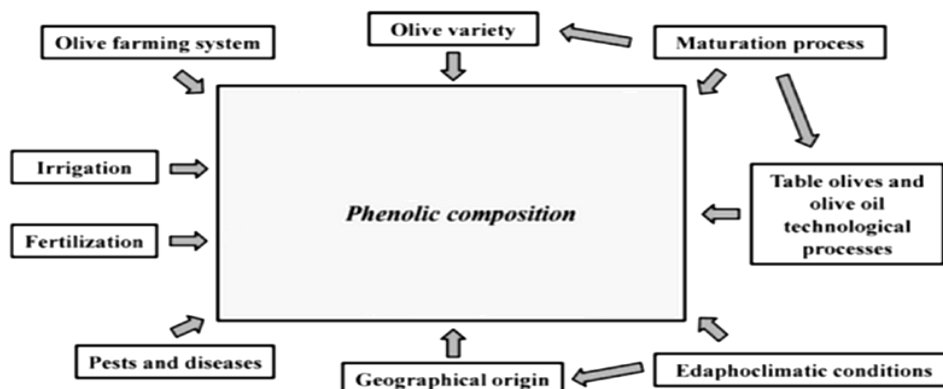 Olive farming system
Olive variety
Maturation process
Irrigation
Phenolic composition
Table olives and
olive oil
technological
processes
Fertilization
Pests and diseases
Geographical origin
Edaphoclimatic conditions